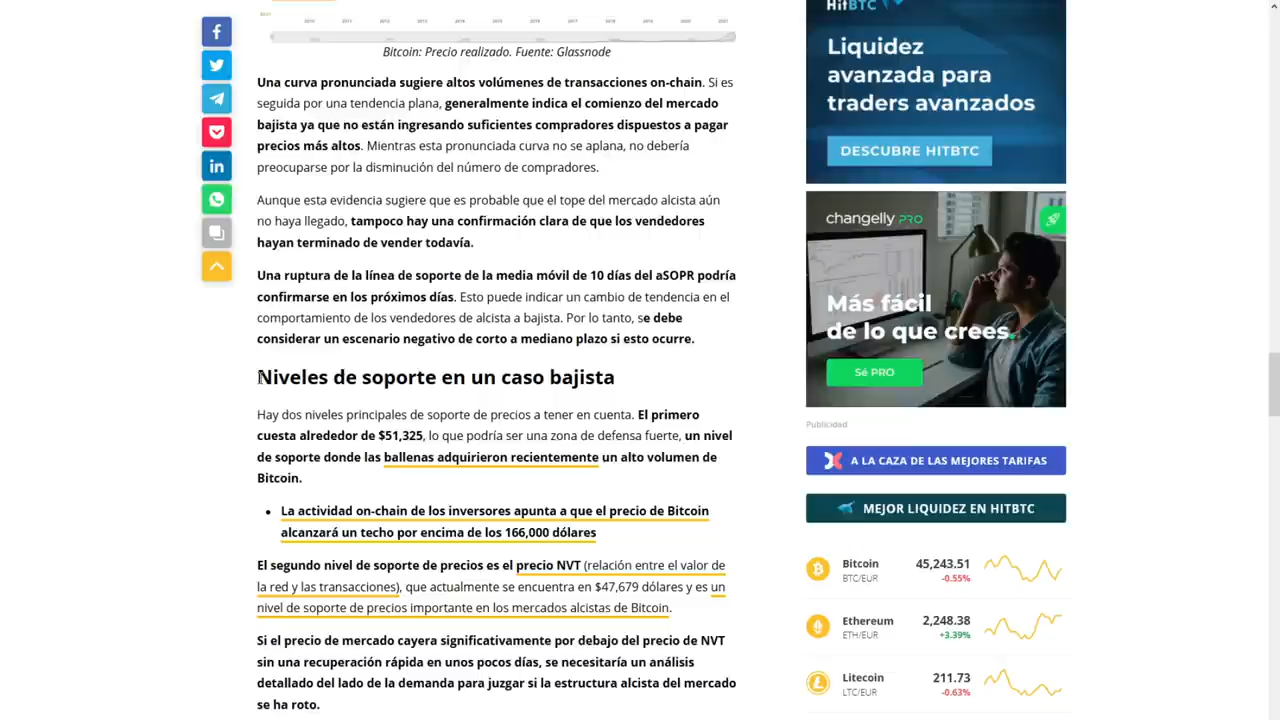 $0.01
2010 2011 2012 2013 2014 2015 2016 2017 2018 2019 2020 2021
Bitcoin: Precio realizado. Fuente: Glassnode
Una curva pronunciada sugiere altos volúmenes de transacciones on-chain. Si es
seguida por una tendencia plana, generalmente indica el comienzo del mercado
bajista ya que no están ingresando suficientes compradores dispuestos a pagar
precios más altos. Mientras esta pronunciada curva no se aplana, no debería
preocuparse por la disminución del número de compradores.
Aunque esta evidencia sugiere que es probable que el tope del mercado alcista aún
no haya llegado, tampoco hay una confirmación clara de que los vendedores
hayan terminado de vender todavía.
Una ruptura de la línea de soporte de la media móvil de 10 días del aSOPR podría
confirmarse en los próximos días. Esto puede indicar un cambio de tendencia en el
comportamiento de los vendedores de alcista a bajista. Por lo tanto, se debe
considerar un escenario negativo de corto a mediano plazo si esto ocurre.
Niveles de soporte en un caso bajista
Hay dos niveles principales de soporte de precios a tener en cuenta. El primero
cuesta alrededor de $51,325, lo que podría ser una zona de defensa fuerte, un nivel
de soporte donde las ballenas adquirieron recientemente un alto volumen de
Bitcoin.
• La actividad on-chain de los inversores apunta a que el precio de Bitcoin
alcanzará un techo por encima de los 166,000 dólares
El segundo nivel de soporte de precios es el precio NVT (relación entre el valor de
la red y las transacciones), que actualmente se encuentra en $47,679 dólares y es un
nivel de soporte de precios importante en los mercados alcistas de Bitcoin.
Si el precio de mercado cayera significativamente por debajo del precio de NVT
sin una recuperación rápida en unos pocos días, se necesitaría un análisis
detallado del lado de la demanda para juzgar si la estructura alcista del mercado
se ha roto.
HitBTC
Liquidez
avanzada para
traders avanzados
DESCUBRE HITBTC
changelly PRO
Más fácil
de lo que crees.
Sé PRO
Publicidad
A LA CAZA DE LAS MEJORES TARIFAS
MEJOR LIQUIDEZ EN HITBTC
Bitcoin 45,243.51
BTC/EUR -0.55%
Ethereum 2,248.38
ETH/EUR +3.39%
Litecoin 211.73
LTC/EUR -0.63%